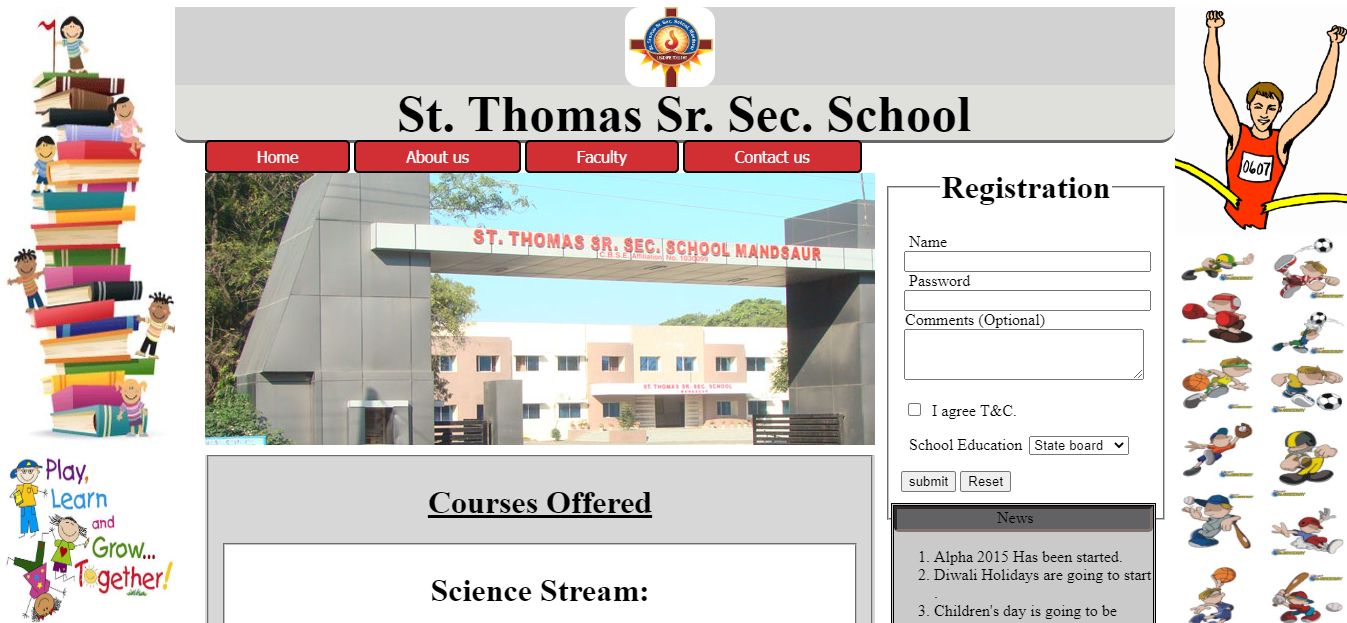 St. Thomas Sr. Sec. School
Home
About us
Faculty
Contact us
ST. THOMAS SR. SEC. SCHOOL MANDSAUR
C.B.S.E. Affiliation No. 1030099
ST. THOMAS SR. SEC. SCHOOL
Courses Offered
Science Stream:
Registration
Name
Password
Comments (Optional)
I agree T&C.
School Education State board
submit Reset
News
1. Alpha 2015 Has been started.
2. Diwali Holidays are going to start
.
3. Children's day is going to be
Play,
Learn
and
Grow...
Together!
0607